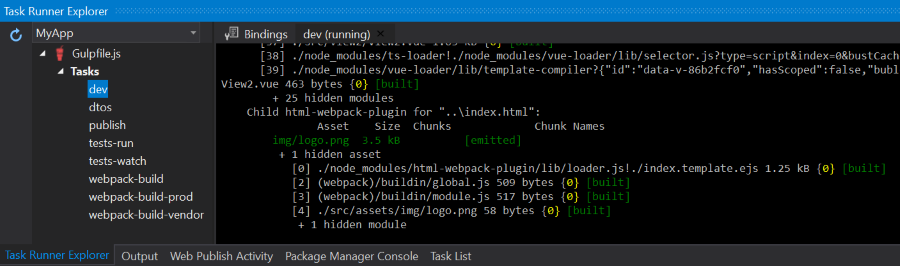 Task Runner Explorer
MyApp
Gulpfile.js
Tasks
dev
dtos
publish
tests-run
tests-watch
webpack-build
webpack-build-prod
webpack-build-vendor
Bindings
dev (running)
[38] ./node_modules/ts-loader!./node_modules/vue-loader/lib/selector.js?type=script&index=0&bustCach
[39] ./node_modules/vue-loader/lib/template-compiler?{"id":"data-v-86b2fcf0","hasScoped":false,"bubl
View2.vue 463 bytes {0} [built]
+ 25 hidden modules
Child html-webpack-plugin for "..\index.html":
Asset Size Chunks Chunk Names
img/logo.png 3.5 kB [emitted]
+ 1 hidden asset
[0] ./node_modules/html-webpack-plugin/lib/loader.js!./index.template.ejs 1.25 kB {0} [built]
[2] (webpack)/buildin/global.js 509 bytes {0} [built]
[3] (webpack)/buildin/module.js 517 bytes {0} [built]
[4] ./src/assets/img/logo.png 58 bytes {0} [built]
+ 1 hidden module
Task Runner Explorer Output Web Publish Activity Package Manager Console Task List